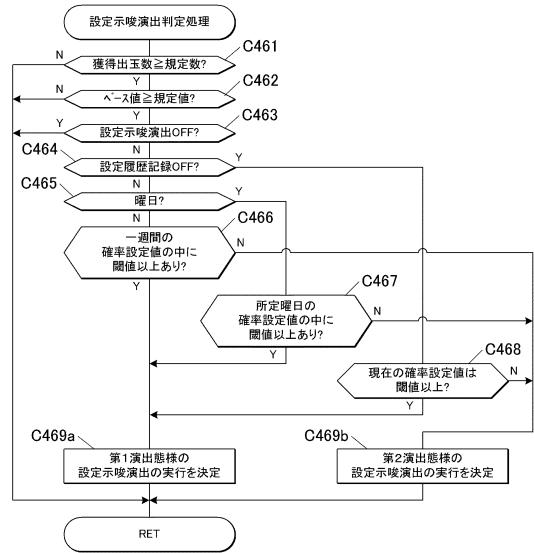 設定示唆演出判定処理
C461
N
獲得出玉数≧規定数?
Y
C462
N
ベース値≧規定値?
Y
C463
Y
設定示唆演出OFF?
N
C464
設定履歴記録OFF?
Y
N
C465
曜日?
Y
N
C466
一週間の
確率設定値の中に
閾値以上あり?
N
Y
C467
所定曜日の
確率設定値の中に
閾値以上あり?
N
Y
C468
現在の確率設定値は
閾値以上?
N
Y
C469a
第1演出態様の
設定示唆演出の実行を決定
C469b
第2演出態様の
設定示唆演出の実行を決定
RET